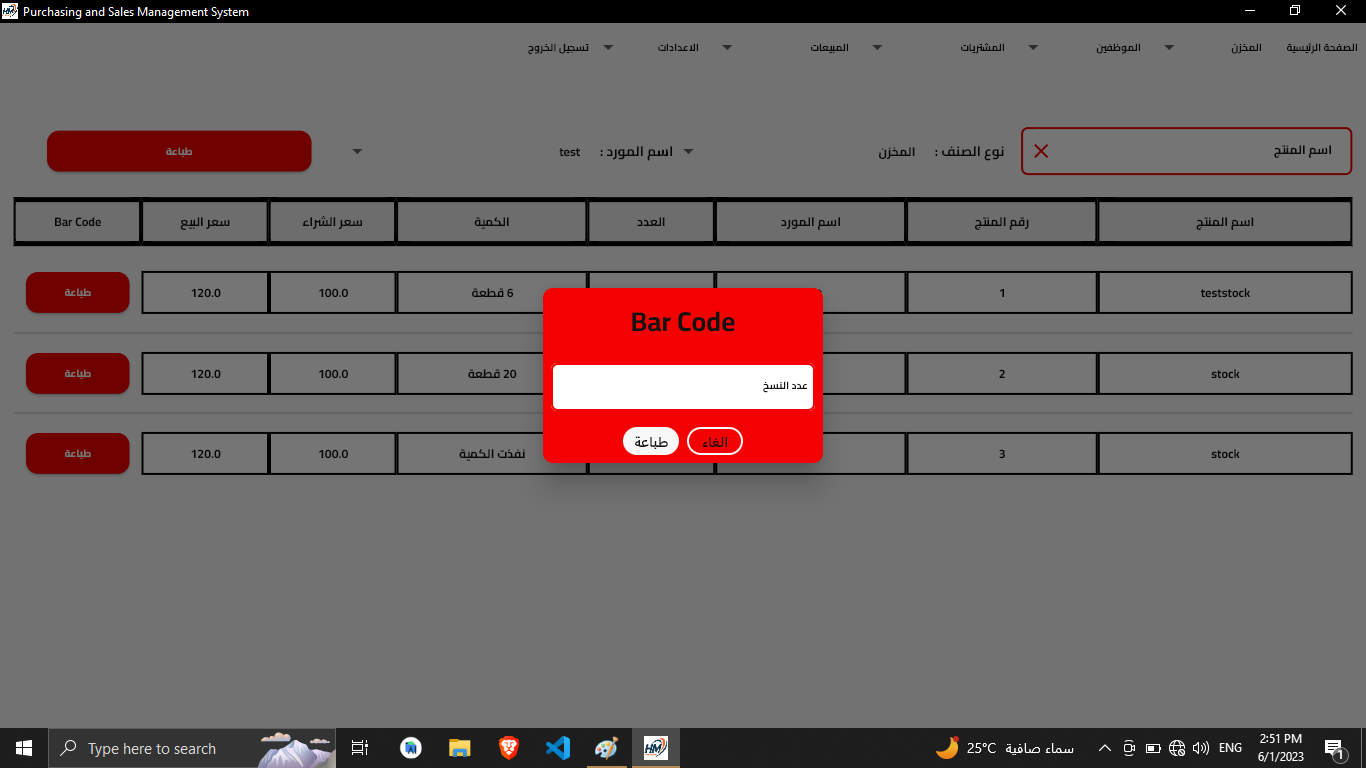 Purchasing and Sales Management System
الصفحة الرئيسية المخزن الموظفين المشتريات المبيعات الاعدادات تسجيل الخروج
اسم المنتج نوع الصنف : المخزن اسم المورد : test طباعة
اسم المنتج رقم المنتج اسم المورد العدد الكمية سعر الشراء سعر البيع Bar Code
teststock 1 6 قطعة 100.0 120.0 طباعة
stock 2 20 قطعة 100.0 120.0 طباعة
stock 3 نفذت الكمية 100.0 120.0 طباعة
Bar Code
عدد النسخ
الغاء طباعة
Type here to search
25°C سماء صافية
ENG
2:51 PM
6/1/2023
1
HM